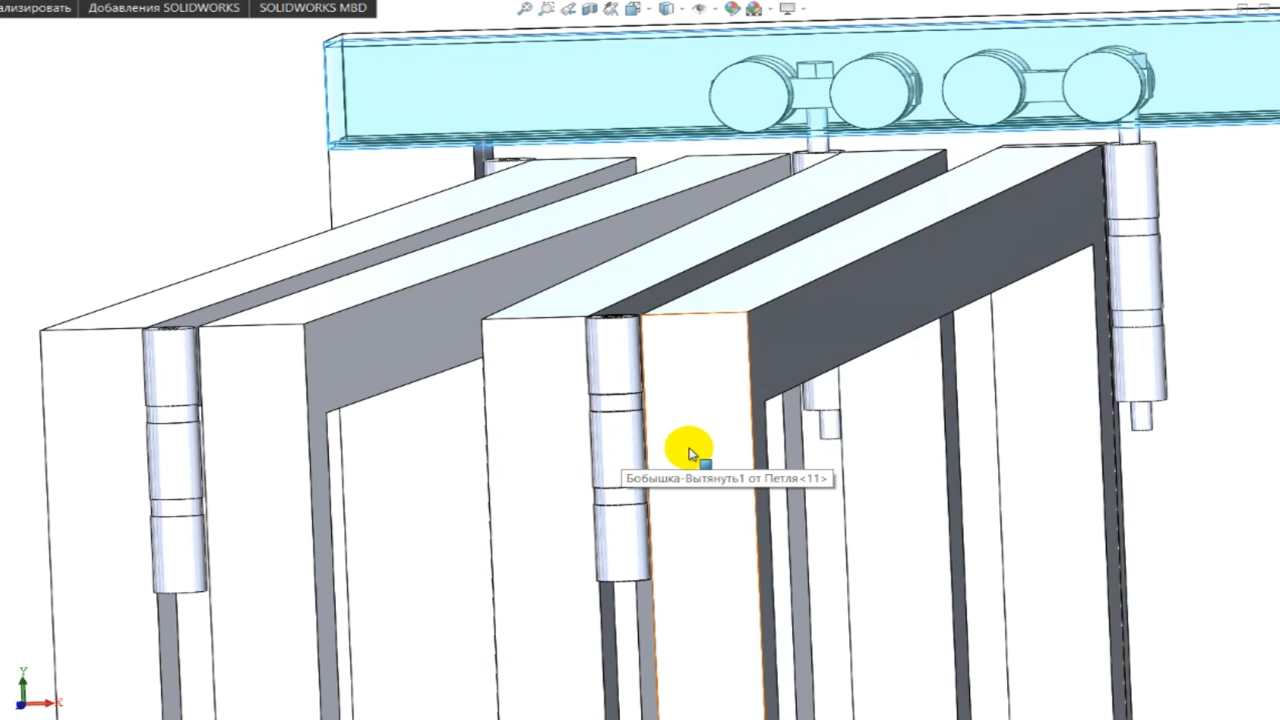 ализировать
Добавления SOLIDWORKS
SOLIDWORKS MBD
Бобышка-Вытянуть1 от Петля<11>
Y
X